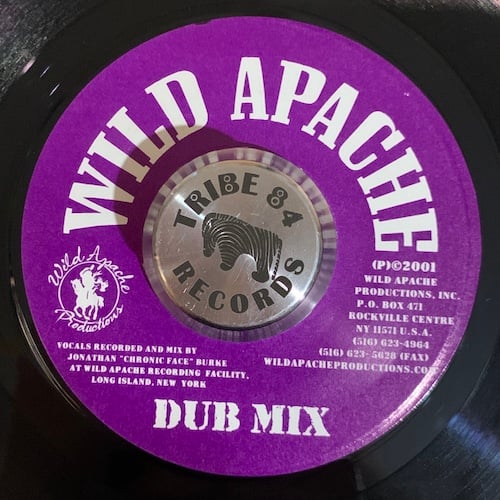 WILD APACHE
TRIBE 84
RECORDS
(P)©2001
WILD APACHE
PRODUCTIONS, INC.
P.O. BOX 471
ROCKVILLE CENTRE
NY 11571 U.S.A.
(516) 623-4964
(516) 623-5628 (FAX)
WILDAPACHEPRODUCTIONS.COM
Wild Apache
Productions
VOCALS RECORDED AND MIX BY
JONATHAN "CHRONIC FACE" BURKE
AT WILD APACHE RECORDING FACILITY,
LONG ISLAND, NEW YORK
DUB MIX